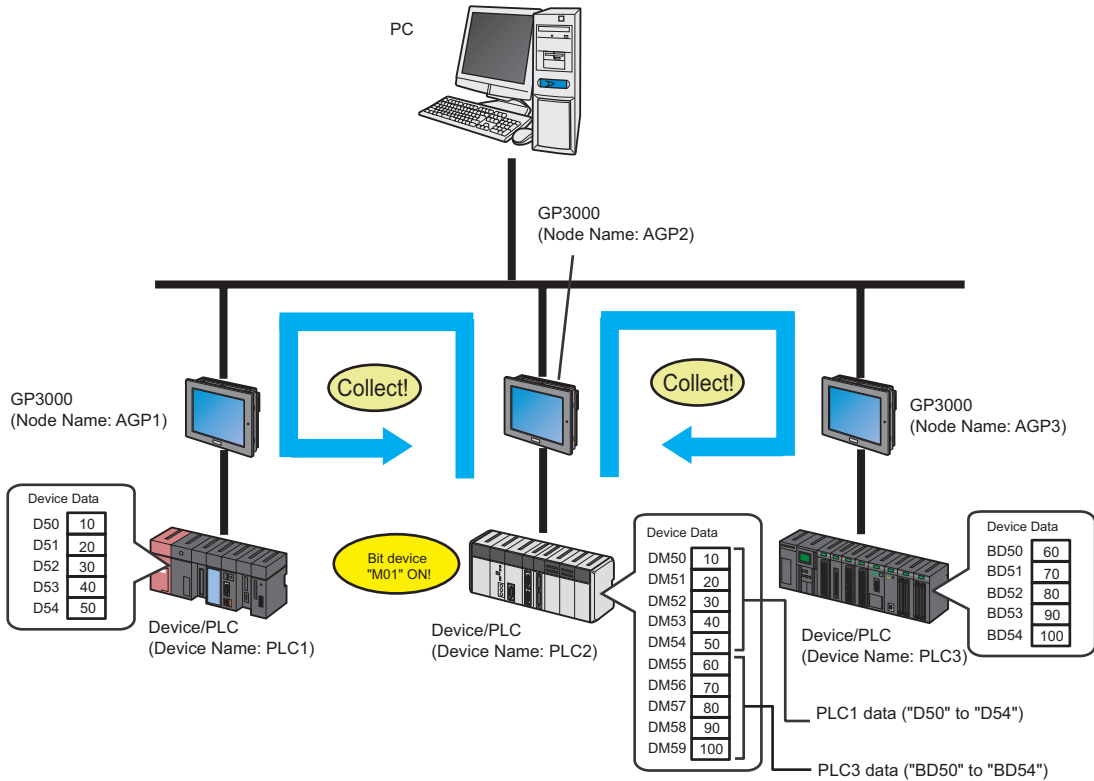 PC
GP3000
(Node Name: AGP2)
Collect!
Collect!
GP3000
(Node Name: AGP1)
GP3000
(Node Name: AGP3)
Device Data
D50 10
D51 20
D52 30
D53 40
D54 50
Device/PLC
(Device Name: PLC1)
Bit device
"M01" ON!
Device/PLC
(Device Name: PLC2)
Device Data
DM50 10
DM51 20
DM52 30
DM53 40
DM54 50
DM55 60
DM56 70
DM57 80
DM58 90
DM59 100
Device/PLC
(Device Name: PLC3)
Device Data
BD50 60
BD51 70
BD52 80
BD53 90
BD54 100
PLC1 data ("D50" to "D54")
PLC3 data ("BD50" to "BD54")